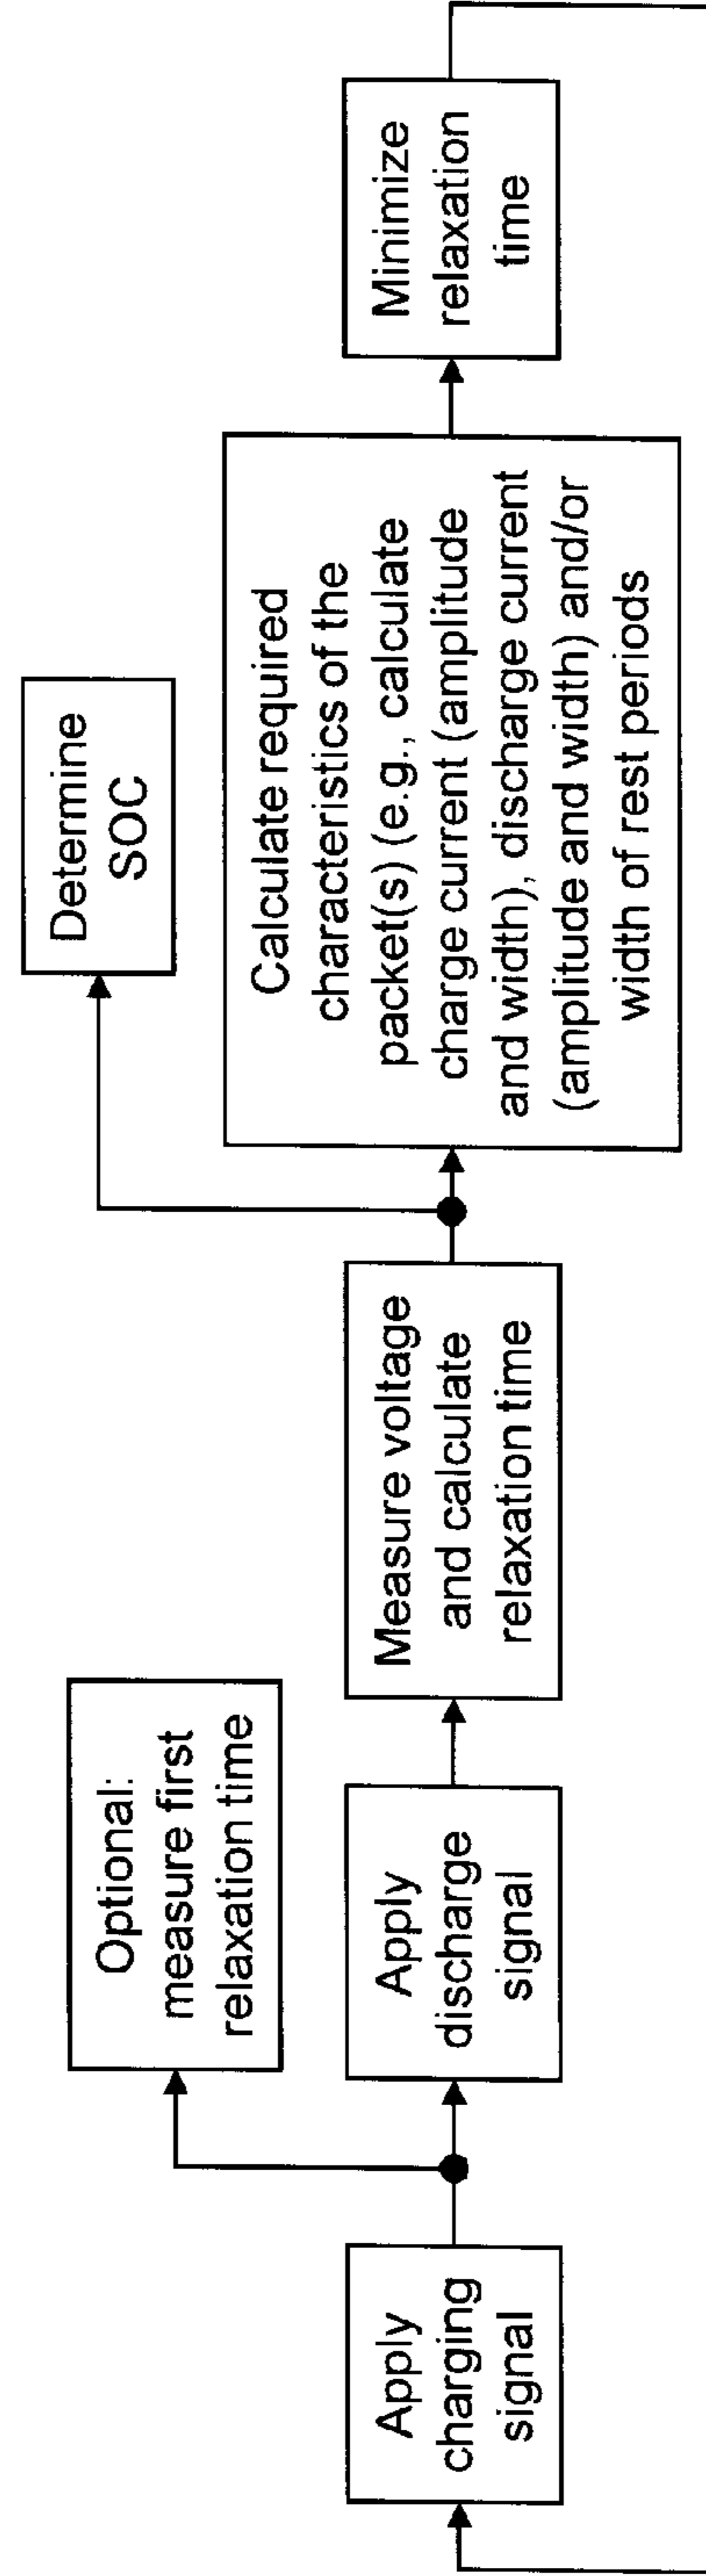 Apply
charging
signal
Optional:
measure first
relaxation time
Apply
discharge
signal
Measure voltage
and calculate
relaxation time
Determine
SOC
Calculate required
characteristics of the
packet(s) (e.g., calculate
charge current (amplitude
and width), discharge current
(amplitude and width) and/or
width of rest periods
Minimize
relaxation
time